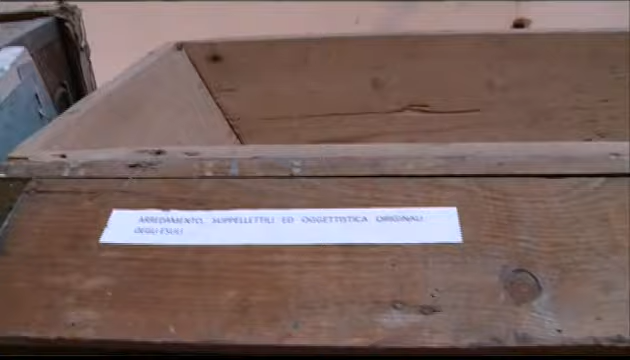 ARREDAMENTO, SUPPELLETTILI ED OGGETTISTICA ORIGINALI
DEGLI ESULI